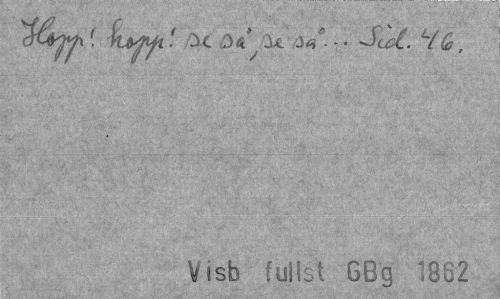 Hopp! hopp! se så, se så... Sid. 46.
Visb fullst GBg 1862